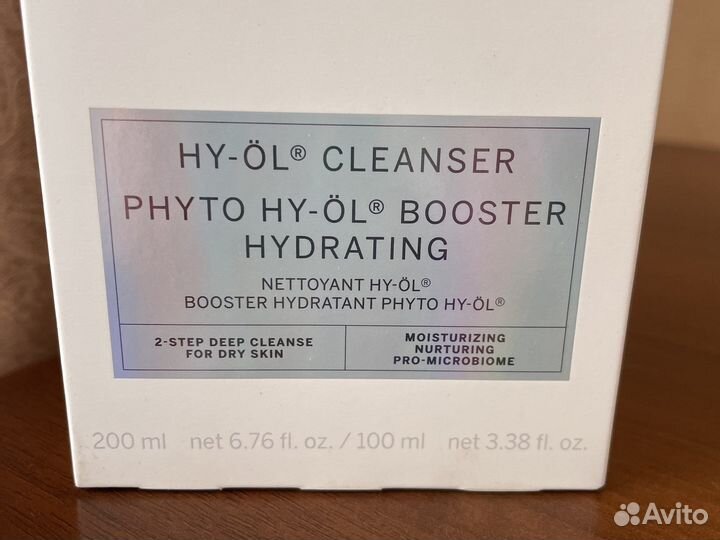 HY-ÖL® CLEANSER
PHYTO HY-ÖL® BOOSTER
HYDRATING
NETTOYANT HY-ÖL®
BOOSTER HYDRATANT PHYTO HY-ÖL®
2-STEP DEEP CLEANSE
FOR DRY SKIN
MOISTURIZING
NURTURING
PRO-MICROBIOME
200 ml net 6.76 fl. oz. / 100 ml net 3.38 fl. oz.
Avito